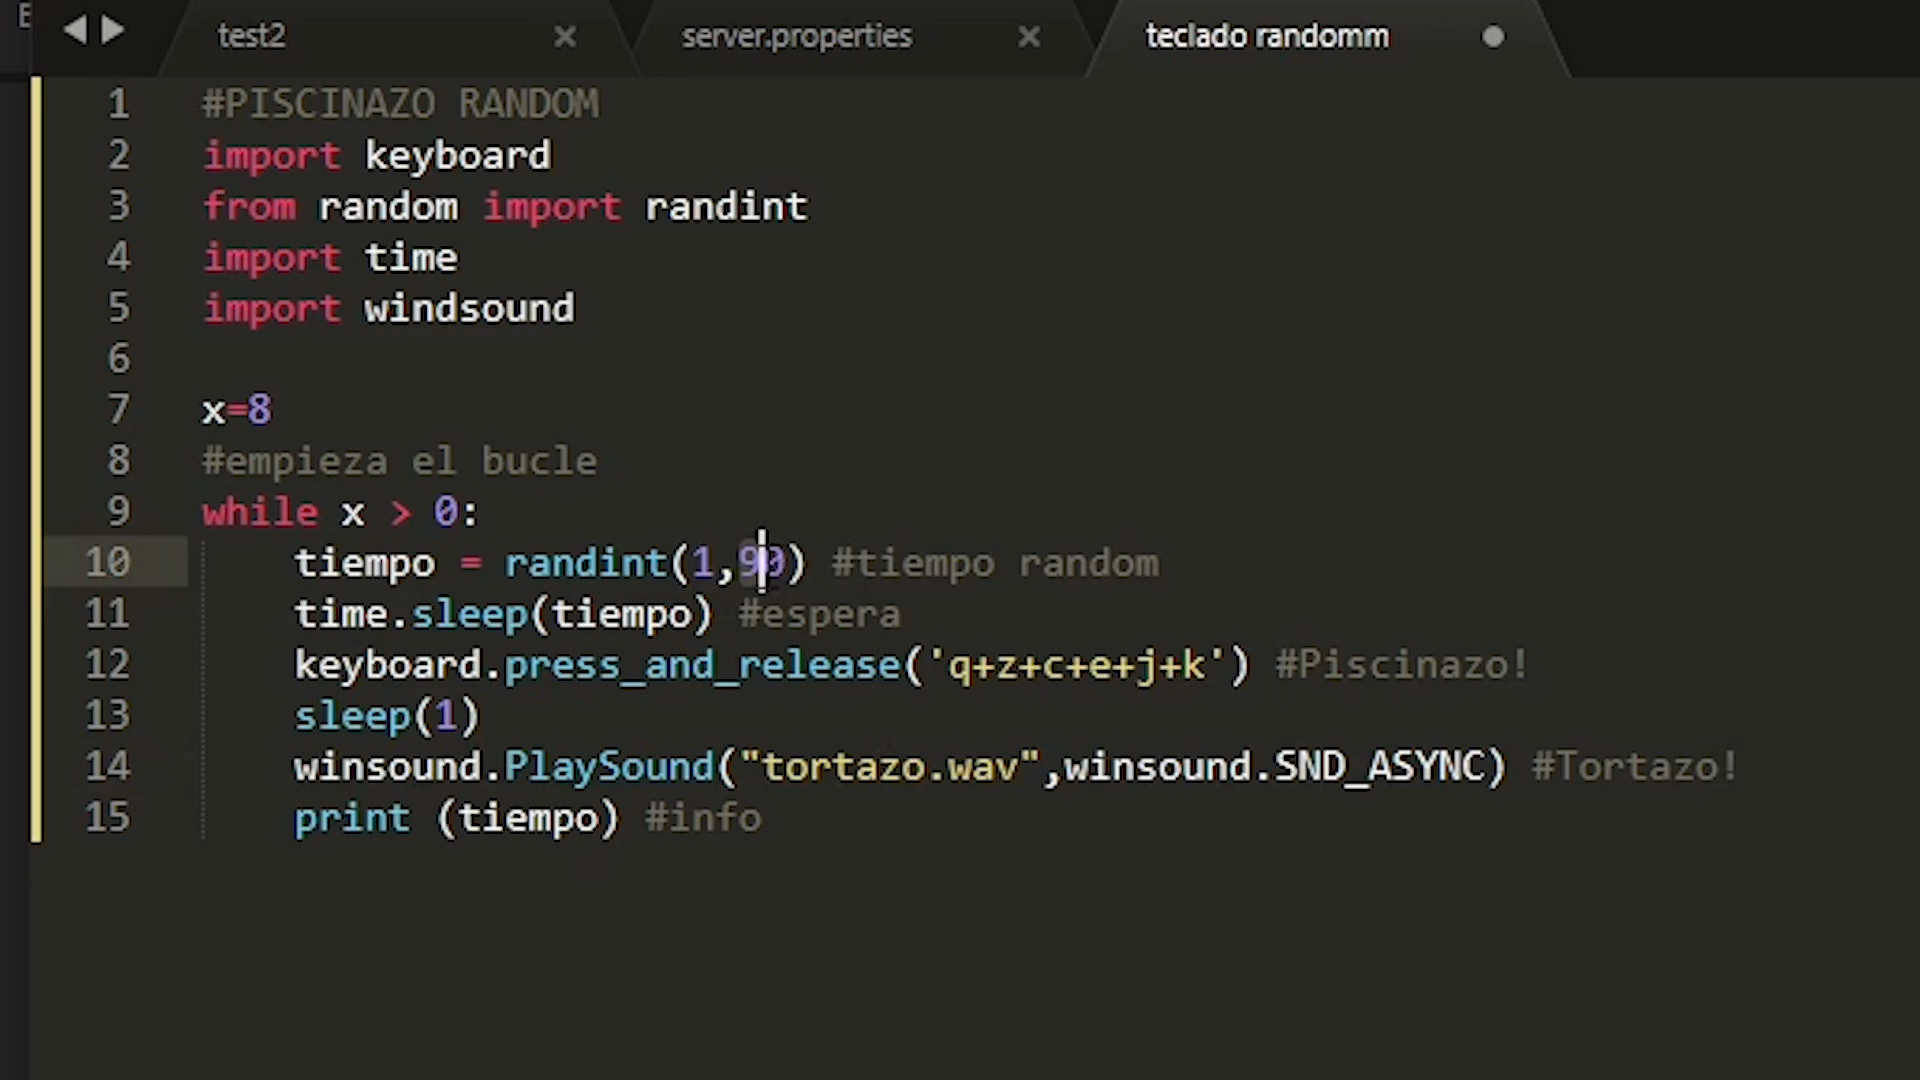 E
test2 × server.properties × teclado randomm
1 #PISCINAZO RANDOM
2 import keyboard
3 from random import randint
4 import time
5 import windsound
6
7 x=8
8 #empieza el bucle
9 while x > 0:
10 tiempo = randint(1,90) #tiempo random
11 time.sleep(tiempo) #espera
12 keyboard.press_and_release('q+z+c+e+j+k') #Piscinazo!
13 sleep(1)
14 winsound.PlaySound("tortazo.wav",winsound.SND_ASYNC) #Tortazo!
15 print (tiempo) #info